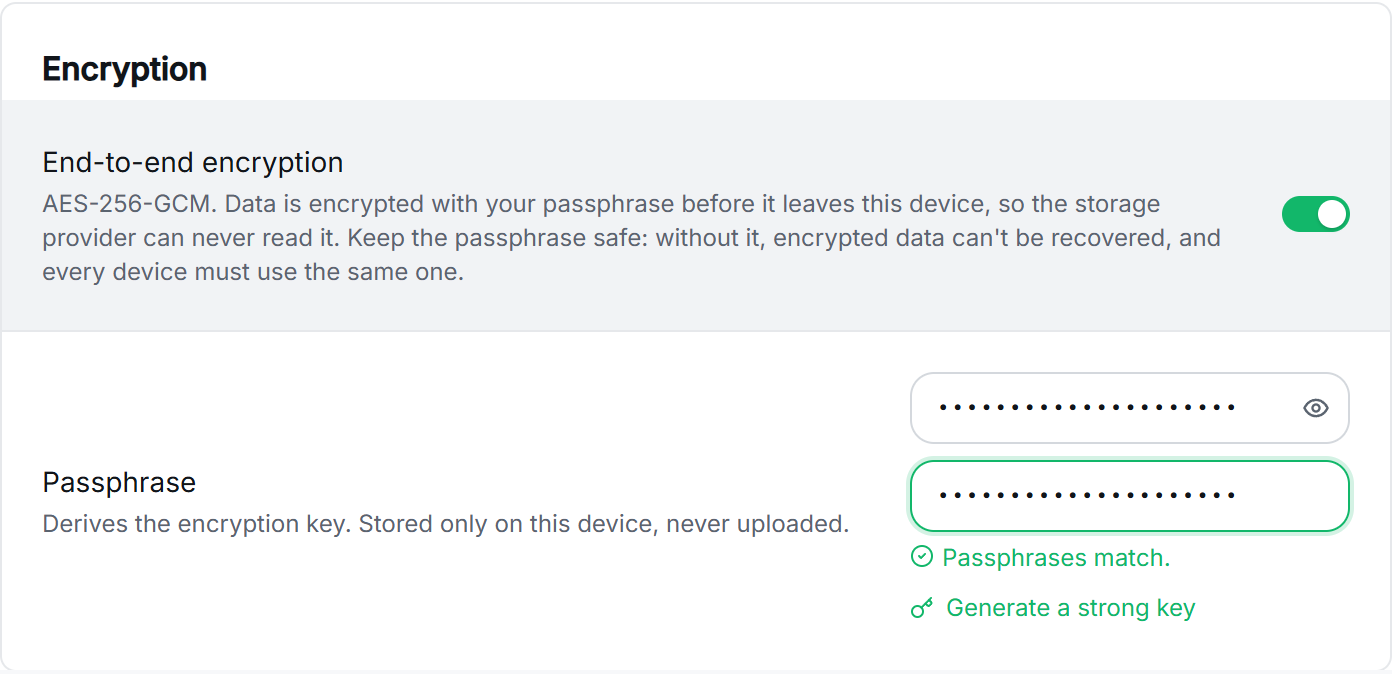 Encryption
End-to-end encryption
AES-256-GCM. Data is encrypted with your passphrase before it leaves this device, so the storage
provider can never read it. Keep the passphrase safe: without it, encrypted data can't be recovered, and
every device must use the same one.
Passphrase
Derives the encryption key. Stored only on this device, never uploaded.
•••••••••••••••••••••
•••••••••••••••••••••
Passphrases match.
Generate a strong key